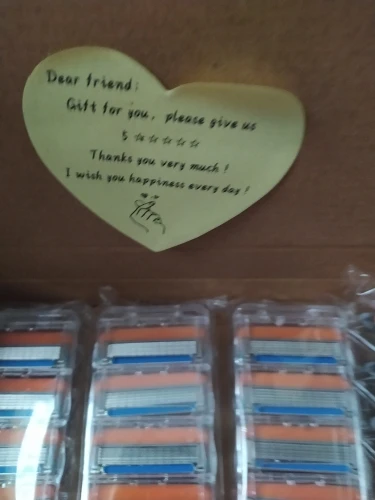 Dear friend:
Gift for you, please give us
5 ☆☆☆☆☆
Thanks you very much!
I wish you happiness every day!